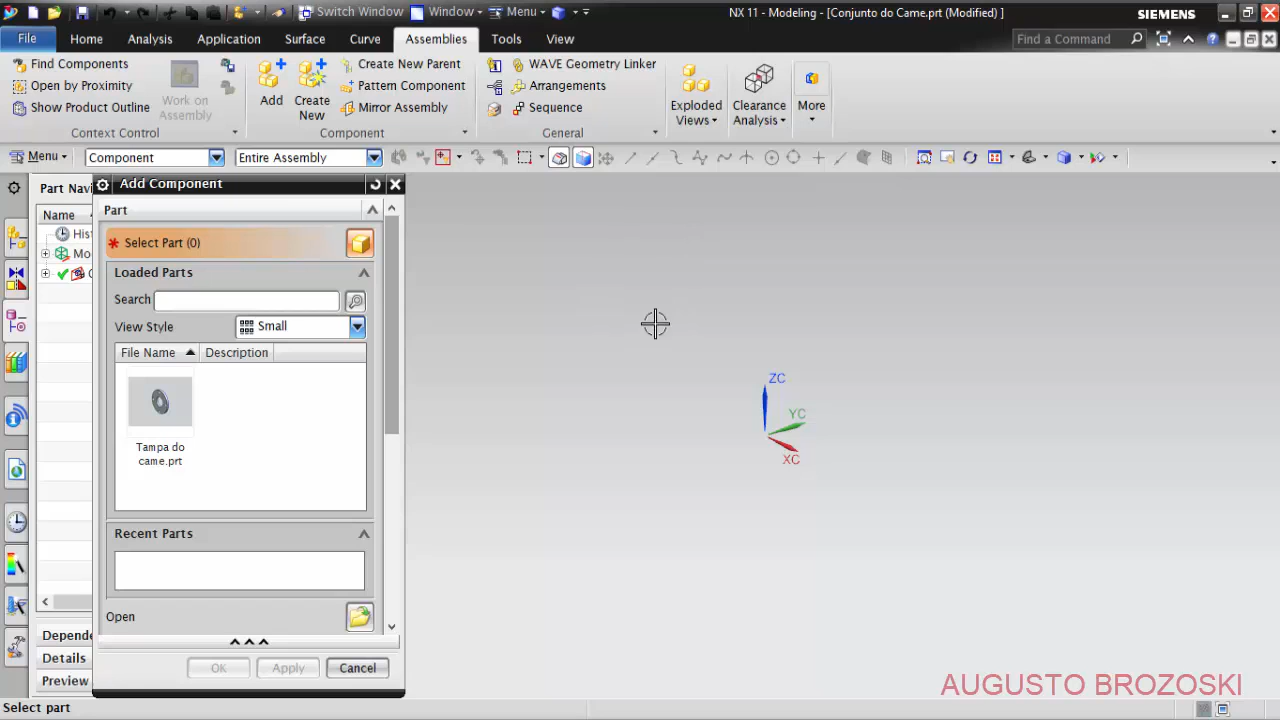 Switch Window Window Menu NX 11 - Modeling - [Conjunto do Came.prt (Modified) ] SIEMENS
File Home Analysis Application Surface Curve Assemblies Tools View Find a Command
Find Components
Open by Proximity
Show Product Outline
Work on
Assembly
Context Control
Add
Create
New
Create New Parent
Pattern Component
Mirror Assembly
Component
WAVE Geometry Linker
Arrangements
Sequence
General
Exploded
Views
Clearance
Analysis
More
Menu Component Entire Assembly
Part Navi
Name
Hist
Mo
Depende
Details
Preview
Add Component
Part
Select Part (0)
Loaded Parts
Search
View Style Small
File Name Description
Tampa do
came.prt
Recent Parts
Open
OK Apply Cancel
ZC
YC
XC
AUGUSTO BROZOSKI
Select part